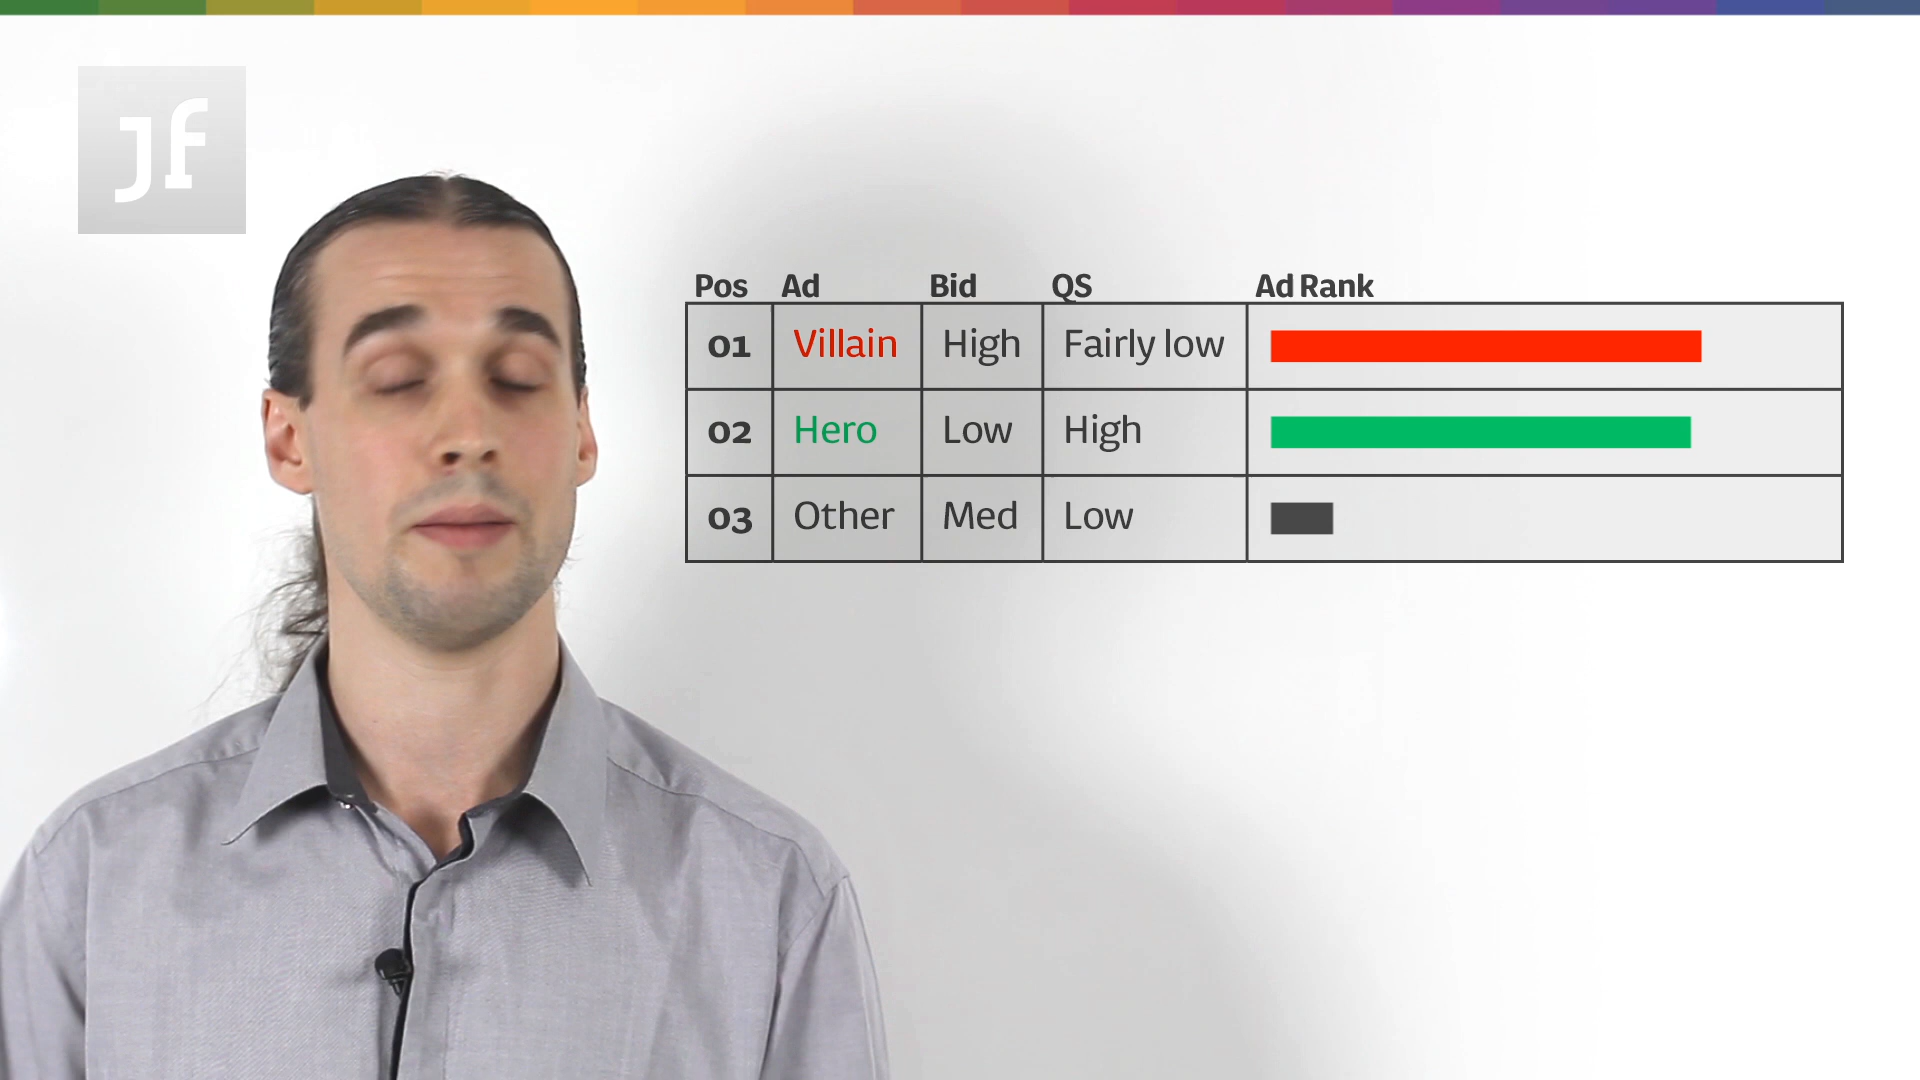 Jf
Pos Ad Bid QS Ad Rank
01 Villain High Fairly low
02 Hero Low High
03 Other Med Low